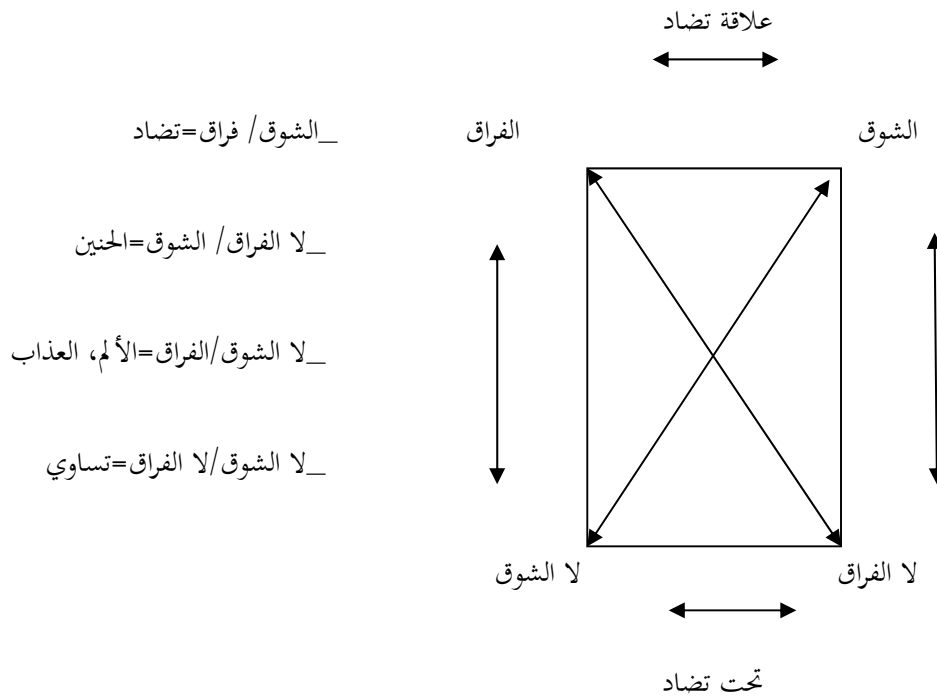 علاقة تضاد
الشوق
الفراق
_الشوق/ فراق=تضاد
_لا الفراق/ الشوق=الحنين
_لا الشوق/الفراق=الألم، العذاب
_لا الشوق/لا الفراق=تساوي
لا الفراق
لا الشوق
تحت تضاد